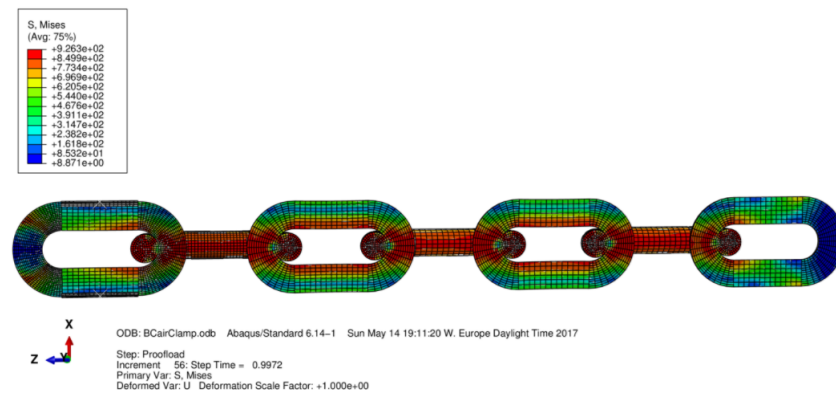 S, Mises
(Avg: 75%)
+9.263e+02
+8.499e+02
+7.734e+02
+6.969e+02
+6.205e+02
+5.440e+02
+4.676e+02
+3.911e+02
+3.147e+02
+2.382e+02
+1.618e+02
+8.532e+01
+8.871e+00
X
Z
Y
ODB: BCairClamp.odb Abaqus/Standard 6.14-1 Sun May 14 19:11:20 W. Europe Daylight Time 2017
Step: Proofload
Increment 56: Step Time = 0.9972
Primary Var: S, Mises
Deformed Var: U Deformation Scale Factor: +1.000e+00